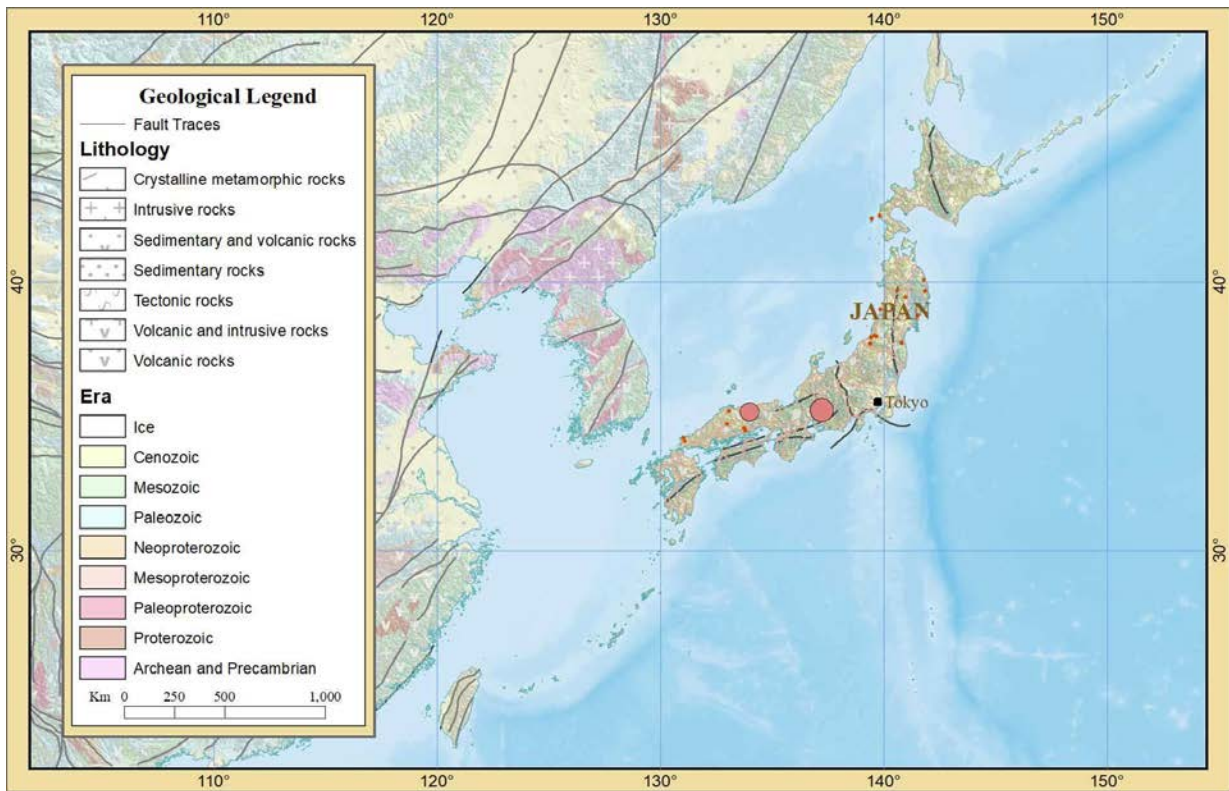 110°
120°
130°
140°
150°
Geological Legend
Fault Traces
Lithology
Crystalline metamorphic rocks
Intrusive rocks
Sedimentary and volcanic rocks
Sedimentary rocks
Tectonic rocks
Volcanic and intrusive rocks
Volcanic rocks
Era
Ice
Cenozoic
Mesozoic
Paleozoic
Neoproterozoic
Mesoproterozoic
Paleoproterozoic
Proterozoic
Archean and Precambrian
Km 0 250 500 1,000
40°
40°
JAPAN
Tokyo
30°
30°
110°
120°
130°
140°
150°